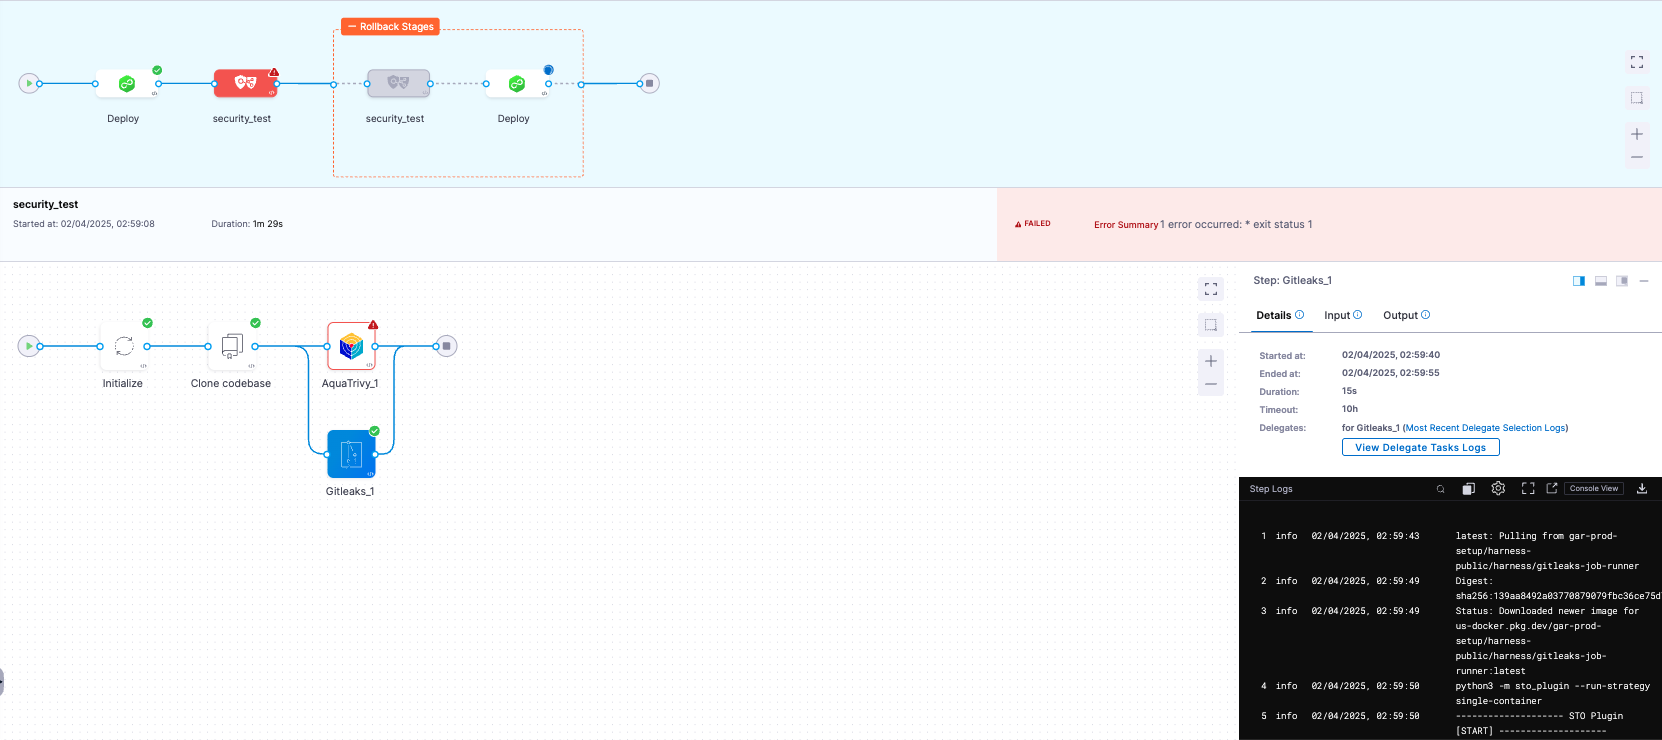 Rollback Stages
Deploy
security_test
security_test
Deploy
security_test
Started at: 02/04/2025, 02:59:08
Duration: 1m 29s
FAILED
Error Summary 1 error occurred: * exit status 1
Initialize
Clone codebase
AquaTrivy_1
Gitleaks_1
Step: Gitleaks_1
Details
Input
Output
Started at: 02/04/2025, 02:59:40
Ended at: 02/04/2025, 02:59:55
Duration: 15s
Timeout: 10h
Delegates: for Gitleaks_1 (Most Recent Delegate Selection Logs)
View Delegate Tasks Logs
Step Logs
Console View
1 info 02/04/2025, 02:59:43 latest: Pulling from gar-prod-
setup/harness-
public/harness/gitleaks-job-runner
2 info 02/04/2025, 02:59:49 Digest:
sha256:139aa8492a03770879079fbc36ce75d
3 info 02/04/2025, 02:59:49 Status: Downloaded newer image for
us-docker.pkg.dev/gar-prod-
setup/harness-
public/harness/gitleaks-job-
runner:latest
4 info 02/04/2025, 02:59:50 python3 -m sto_plugin --run-strategy
single-container
5 info 02/04/2025, 02:59:50 -------------------- STO Plugin
[START] --------------------